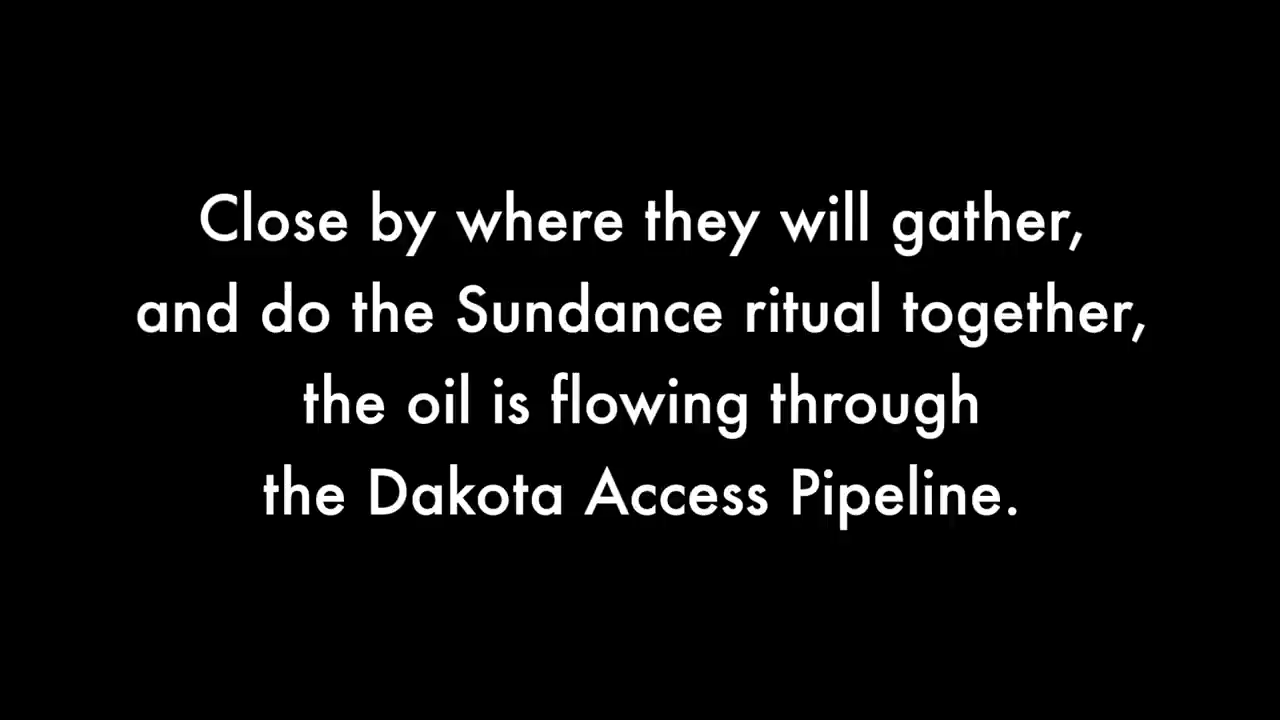 Close by where they will gather,
and do the Sundance ritual together,
the oil is flowing through
the Dakota Access Pipeline.